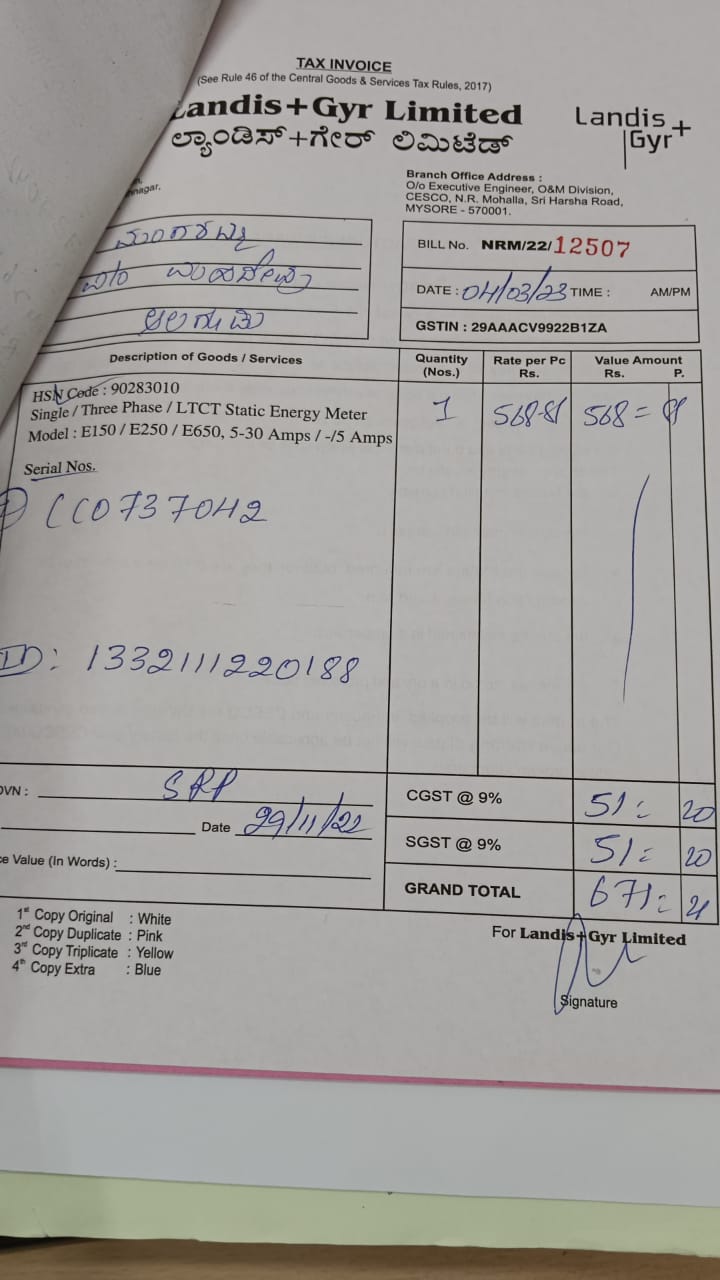 TAX INVOICE
(See Rule 46 of the Central Goods & Services Tax Rules, 2017)
Landis+Gyr Limited
ಲ್ಯಾಂಡಿಸ್+ಗೇರ್ ಲಿಮಿಟೆಡ್
Landis+
Gyr
Branch Office Address :
O/o Executive Engineer, O&M Division,
CESCO, N.R. Mohalla, Sri Harsha Road,
MYSORE - 570001.
BILL No. NRM/22/12507
DATE : 04/03/23 TIME : AM/PM
GSTIN : 29AAACV9922B1ZA
Description of Goods / Services Quantity (Nos.) Rate per Pc Rs. Value Amount Rs. P.
HSN Code : 90283010
Single / Three Phase / LTCT Static Energy Meter 1 568-81 568=81
Model : E150 / E250 / E650, 5-30 Amps / -/5 Amps
Serial Nos.
CC0737042
ID: 1332111220188
SRP
CGST @ 9% 51= 20
Date 29/11/22
SGST @ 9% 51= 20
Value (In Words) :
GRAND TOTAL 671= 21
1st Copy Original : White
2nd Copy Duplicate : Pink
3rd Copy Triplicate : Yellow
4th Copy Extra : Blue
For Landis+Gyr Limited
Signature